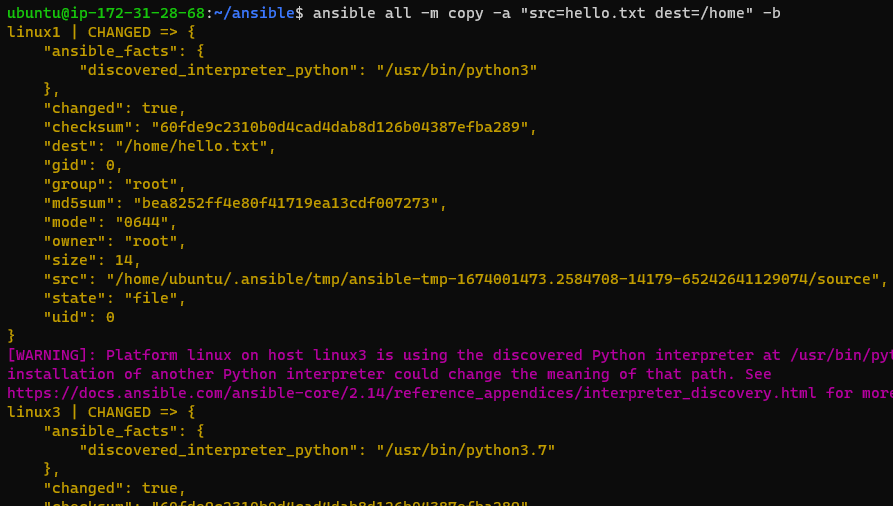 ubuntu@ip-172-31-28-68:~/ansible$ ansible all -m copy -a "src=hello.txt dest=/home" -b
linux1 | CHANGED => {
    "ansible_facts": {
        "discovered_interpreter_python": "/usr/bin/python3"
    },
    "changed": true,
    "checksum": "60fde9c2310b0d4cad4dab8d126b04387efba289",
    "dest": "/home/hello.txt",
    "gid": 0,
    "group": "root",
    "md5sum": "bea8252ff4e80f41719ea13cdf007273",
    "mode": "0644",
    "owner": "root",
    "size": 14,
    "src": "/home/ubuntu/.ansible/tmp/ansible-tmp-1674001473.2584708-14179-65242641129074/source",
    "state": "file",
    "uid": 0
}
[WARNING]: Platform linux on host linux3 is using the discovered Python interpreter at /usr/bin/pyt
installation of another Python interpreter could change the meaning of that path. See
https://docs.ansible.com/ansible-core/2.14/reference_appendices/interpreter_discovery.html for more
linux3 | CHANGED => {
    "ansible_facts": {
        "discovered_interpreter_python": "/usr/bin/python3.7"
    },
    "changed": true,
    "checksum": "60fde9c2310b0d4cad4dab8d126b04387efba289",